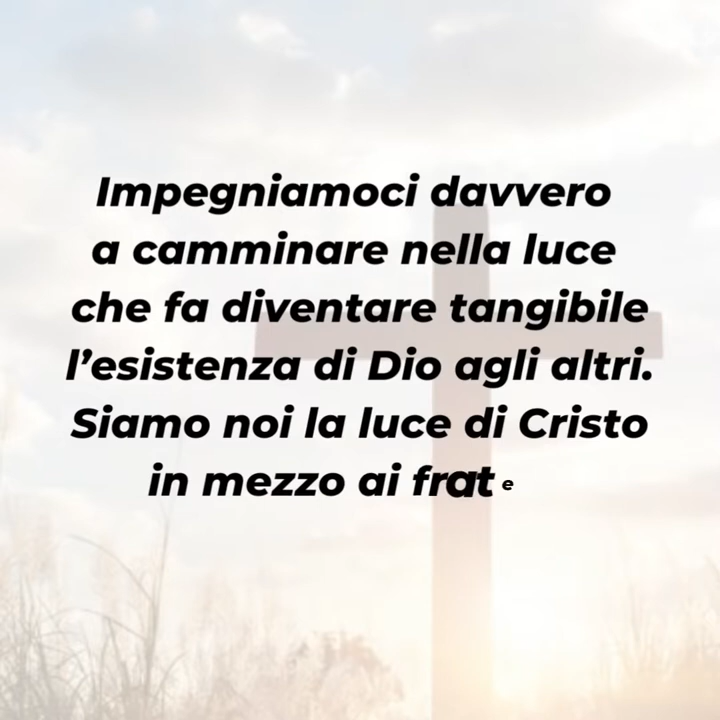 Impegniamoci davvero
a camminare nella luce
che fa diventare tangibile
l’esistenza di Dio agli altri.
Siamo noi la luce di Cristo
in mezzo ai frate